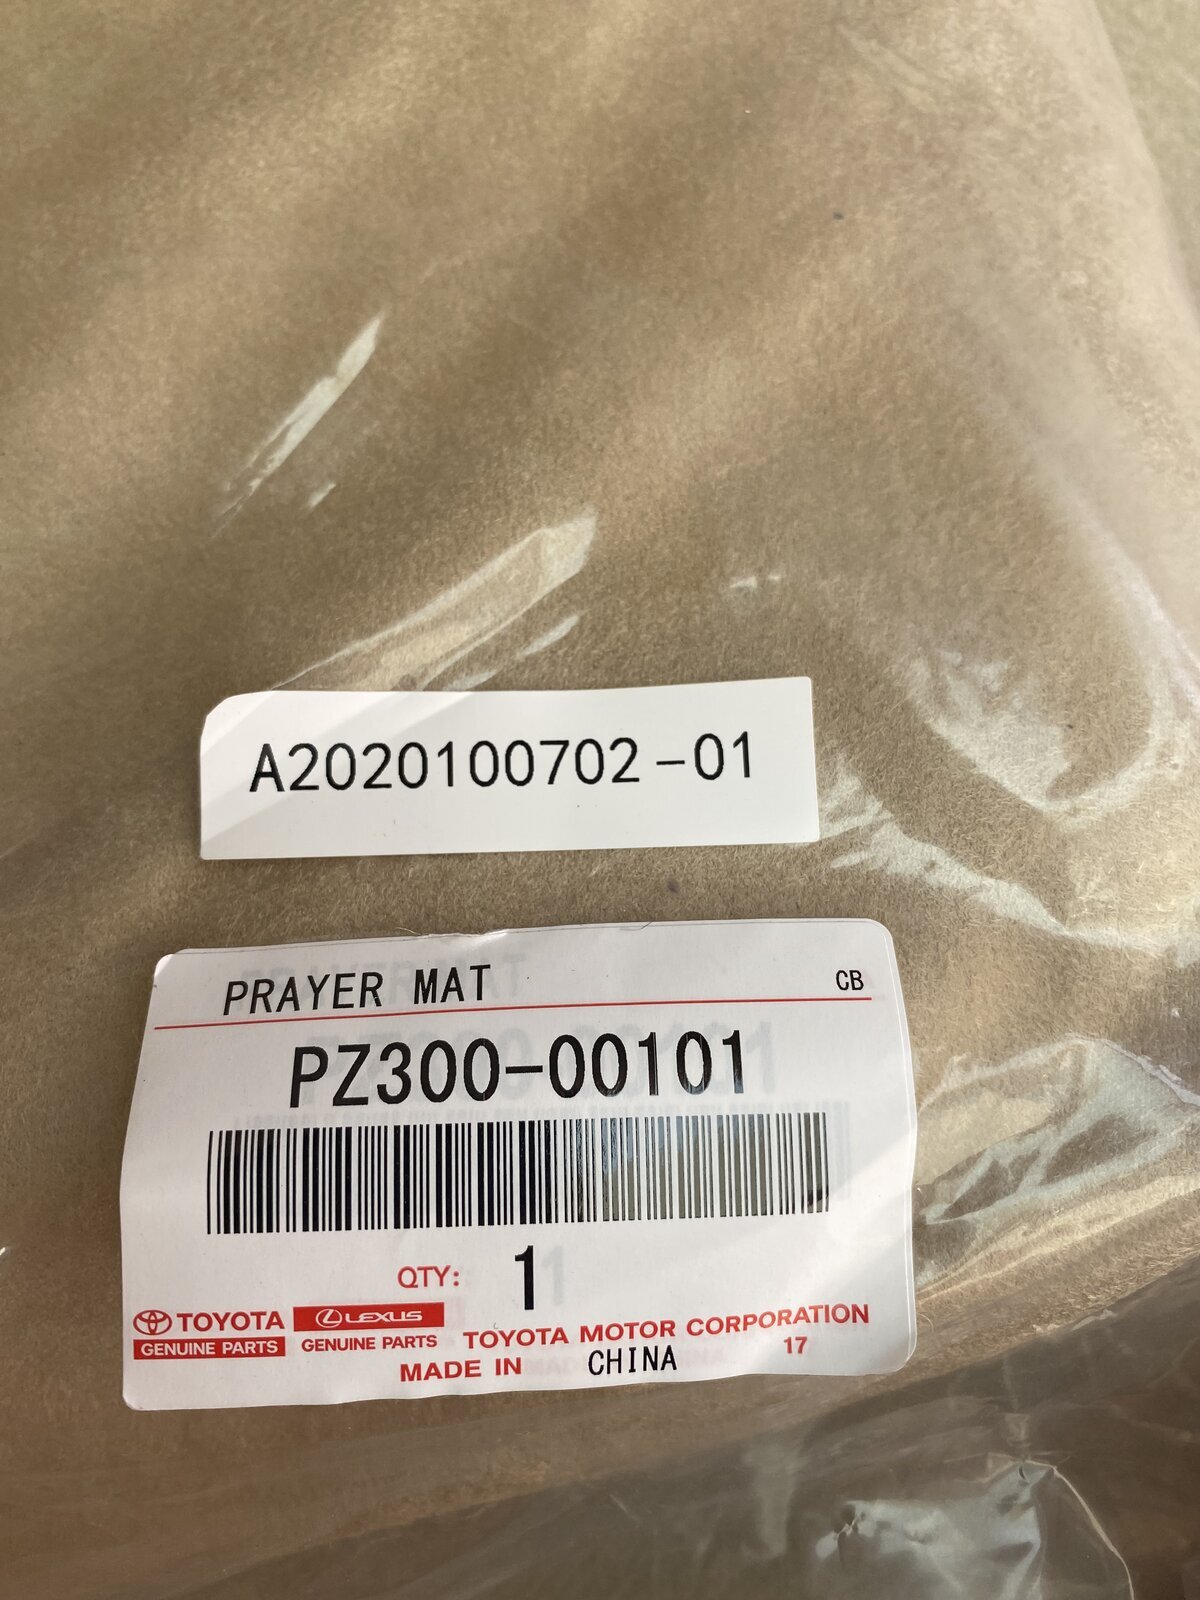 A2020100702-01
PRAYER MAT CB
PZ300-00101
QTY: 1
TOYOTA LEXUS TOYOTA MOTOR CORPORATION
GENUINE PARTS GENUINE PARTS 17
MADE IN CHINA